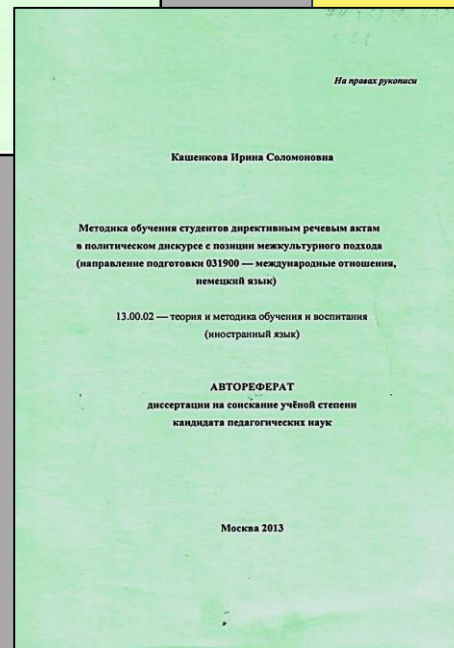 На правах рукописи
Кашенкова Ирина Соломоновна
Методика обучения студентов директивным речевым актам
в политическом дискурсе с позиции межкультурного подхода
(направление подготовки 031900 — международные отношения,
немецкий язык)
13.00.02 — теория и методика обучения и воспитания
(иностранный язык)
АВТОРЕФЕРАТ
диссертации на соискание учёной степени
кандидата педагогических наук
Москва 2013